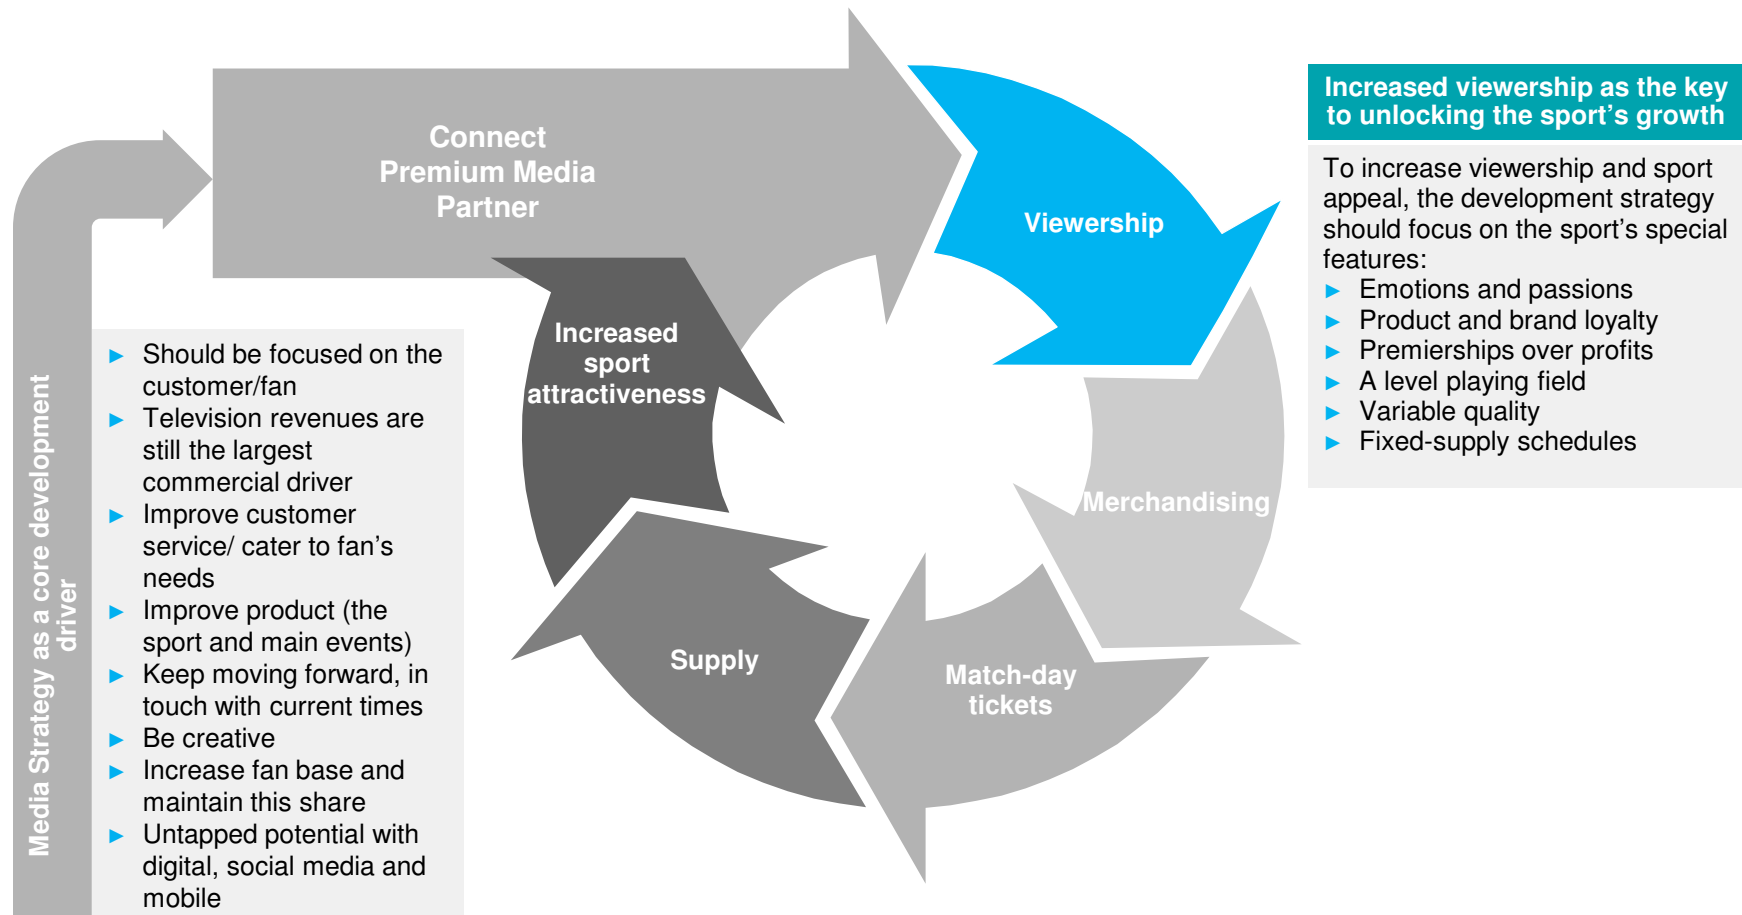 Connect
Premium Media
Partner
Viewership
Increased viewership as the key
to unlocking the sport's growth
To increase viewership and sport
appeal, the development strategy
should focus on the sport's special
features:
► Emotions and passions
► Product and brand loyalty
► Premierships over profits
► A level playing field
► Variable quality
► Fixed-supply schedules
Increased
sport
attractiveness
Merchandising
Match-day
tickets
Supply
Media Strategy as a core development
driver
► Should be focused on the
customer/fan
► Television revenues are
still the largest
commercial driver
► Improve customer
service/ cater to fan's
needs
► Improve product (the
sport and main events)
► Keep moving forward, in
touch with current times
► Be creative
► Increase fan base and
maintain this share
► Untapped potential with
digital, social media and
mobile